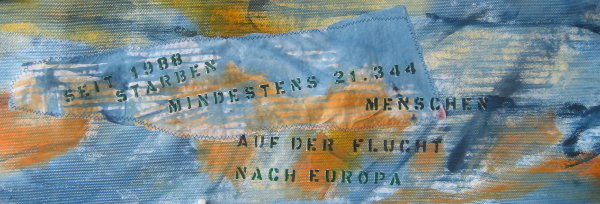 SEIT 1988
STARBEN
MINDESTENS 21.344
MENSCHEN
AUF DER FLUCHT
NACH EUROPA